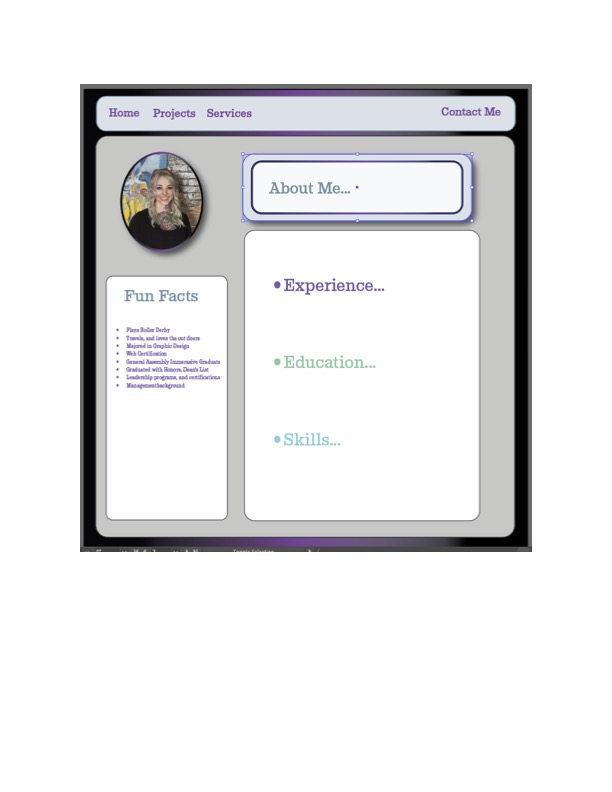 Home Projects Services Contact Me
About Me...
Fun Facts
• Plays Roller Derby
• Travels, and loves the out doors
• Majored in Graphic Design
• Web Certification
• General Assembly Immersive Graduate
• Graduated with Honors, Dean's List
• Leadership programs, and certifications
• Managementbackground
•Experience...
•Education...
•Skills...